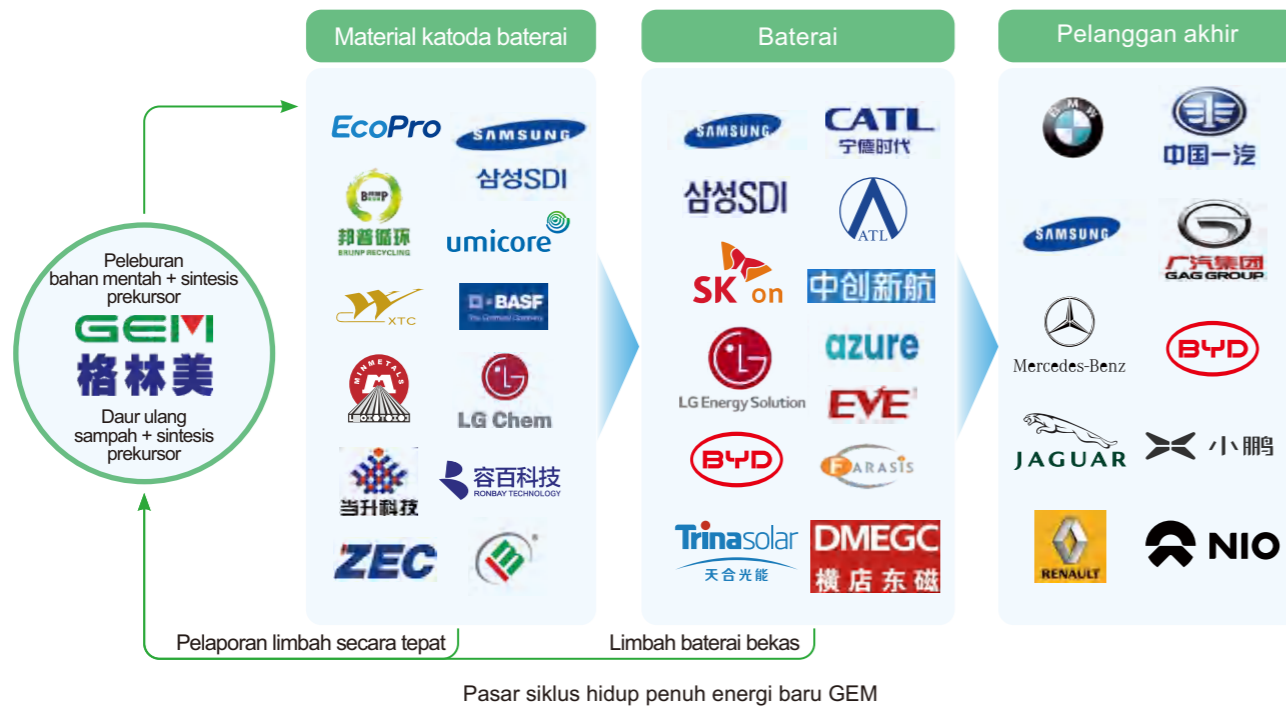 Material katoda baterai
Baterai
Pelanggan akhir
Peleburan
bahan mentah + sintesis
prekursor
GEM
格林美
Daur ulang
sampah + sintesis
prekursor
EcoPro
SAMSUNG
삼성SDI
邦普循环
BRUNP RECYCLING
umicore
XTC
BASF
The Chemical Company
MINMETALS
LG Chem
当升科技
容百科技
RONBAY TECHNOLOGY
ZEC
SAMSUNG
CATL
宁德时代
삼성SDI
ATL
SK on
中创新航
LG Energy Solution
azure
EVE
BYD
FARASIS
Trinasolar
天合光能
DMEGC
横店东磁
BMW
中国一汽
SAMSUNG
广汽集团
GAG GROUP
Mercedes-Benz
BYD
JAGUAR
小鹏
RENAULT
NIO
Pelaporan limbah secara tepat
Limbah baterai bekas
Pasar siklus hidup penuh energi baru GEM